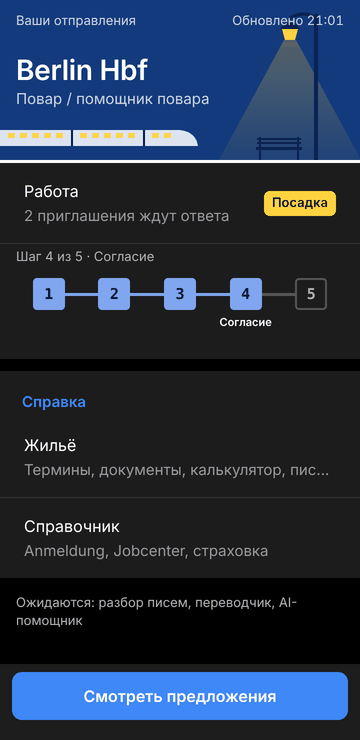 Ваши отправления
Обновлено 21:01
Berlin Hbf
Повар / помощник повара
Работа
2 приглашения ждут ответа
Посадка
Шаг 4 из 5 · Согласие
1 2 3 4 5
Согласие
Справка
Жильё
Термины, документы, калькулятор, пис...
Справочник
Anmeldung, Jobcenter, страховка
Ожидаются: разбор писем, переводчик, AI-
помощник
Смотреть предложения